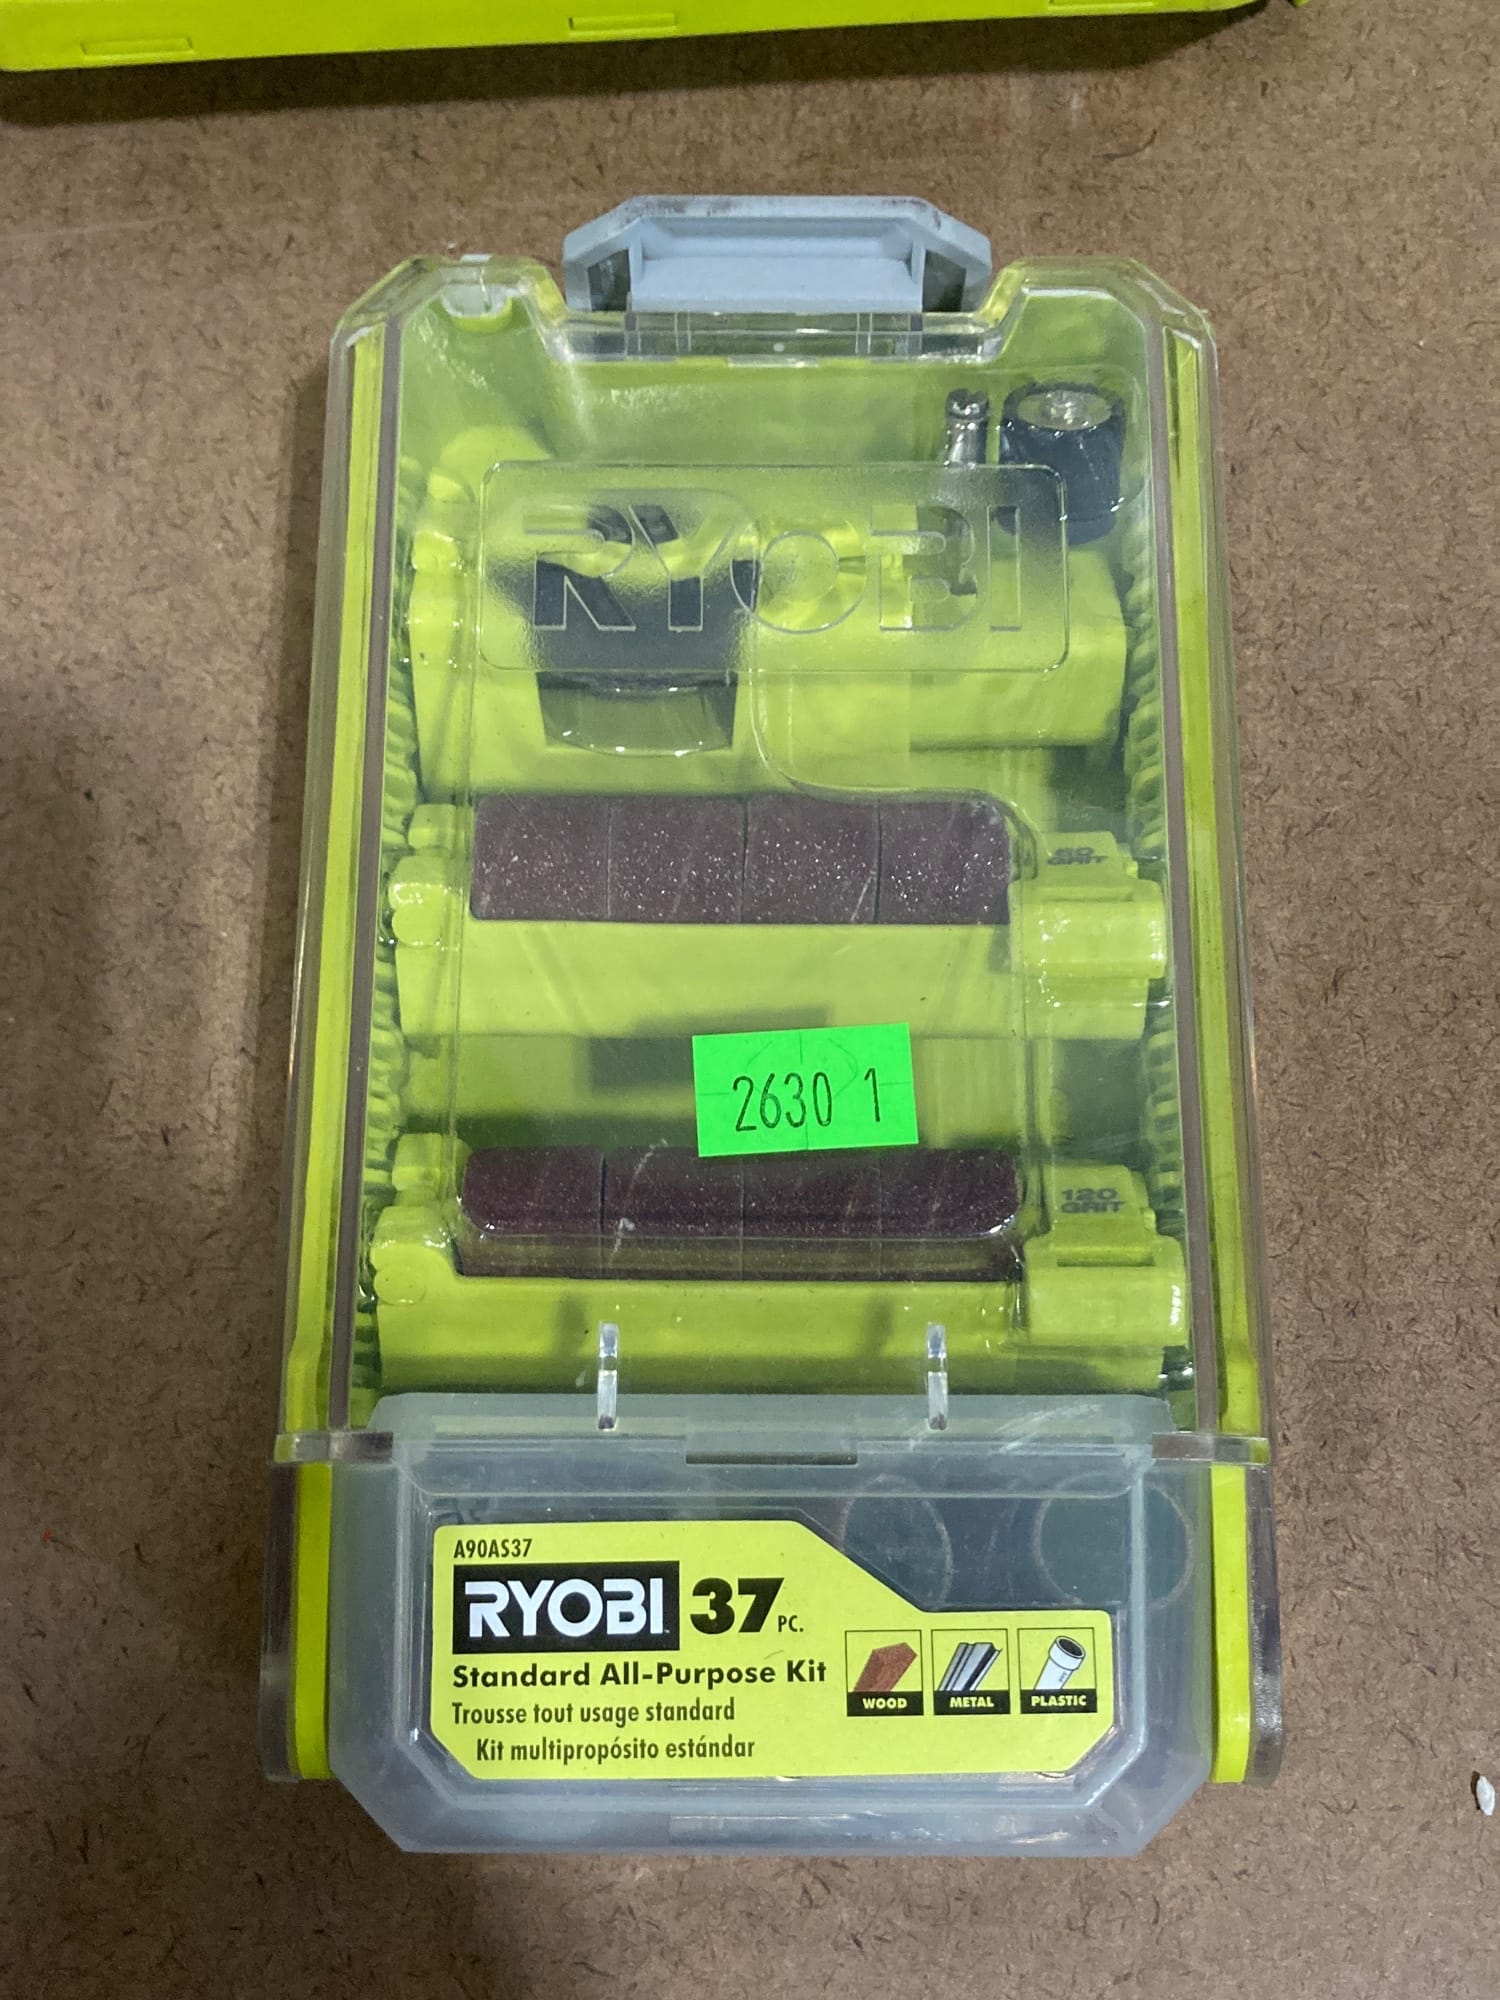 RYOBI
60
GRIT
2630 1
120
GRIT
A90AS37
RYOBI 37 PC.
Standard All-Purpose Kit
Trousse tout usage standard
Kit multipropósito estándar
WOOD METAL PLASTIC